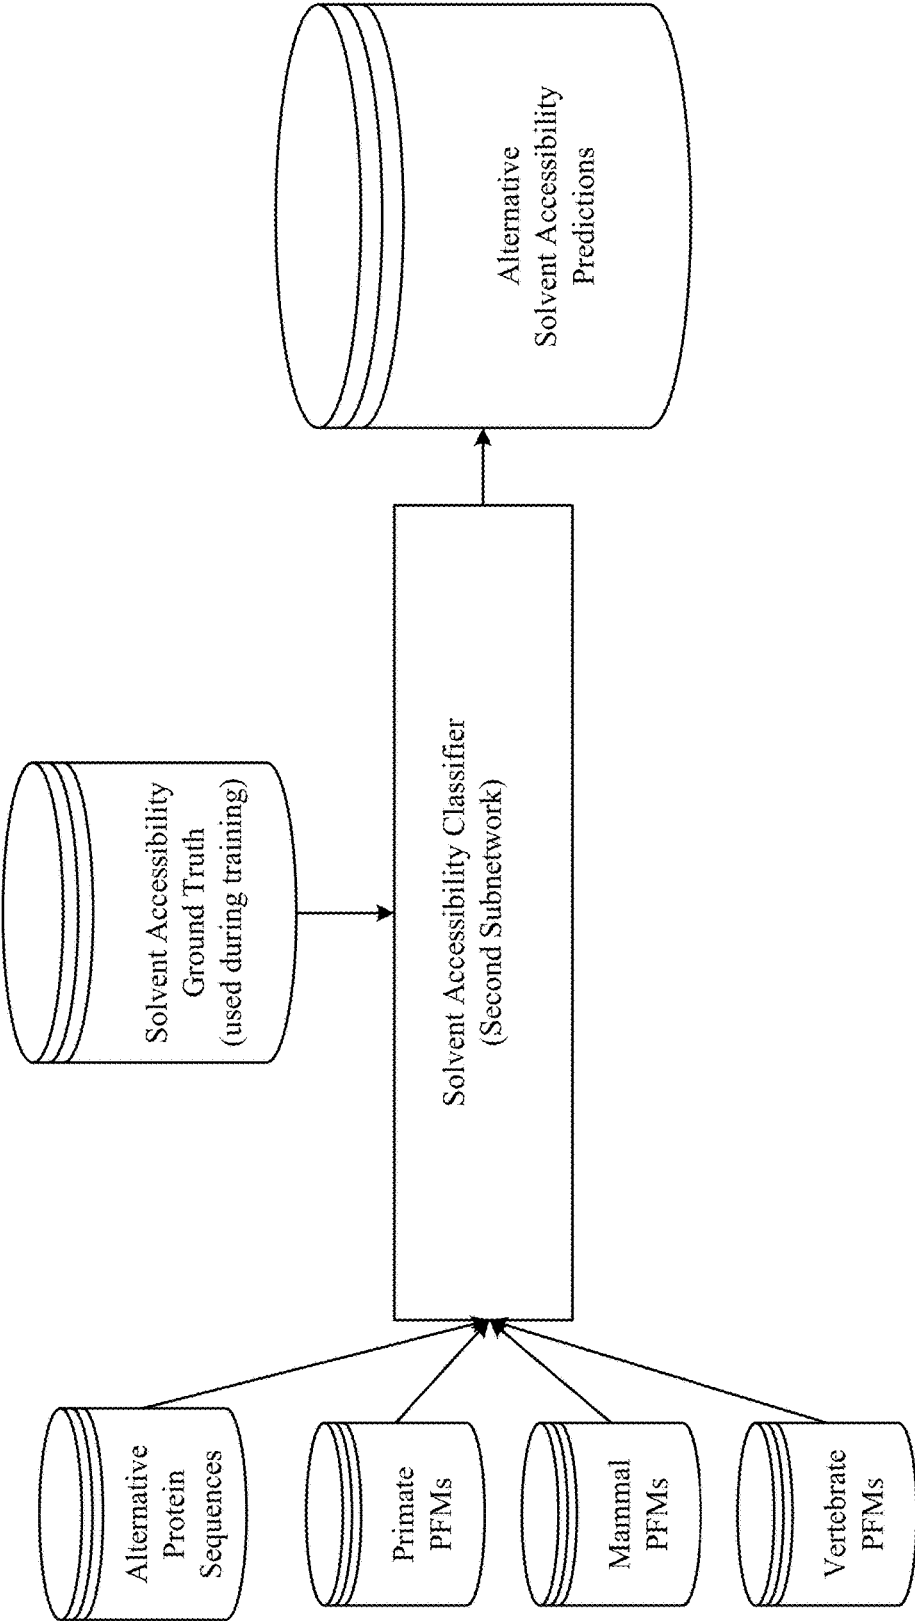 Alternative
Protein
Sequences
Primate
PFMs
Mammal
PFMs
Vertebrate
PFMs
Solvent Accessibility
Ground Truth
(used during training)
Solvent Accessibility Classifier
(Second Subnetwork)
Alternative
Solvent Accessibility
Predictions